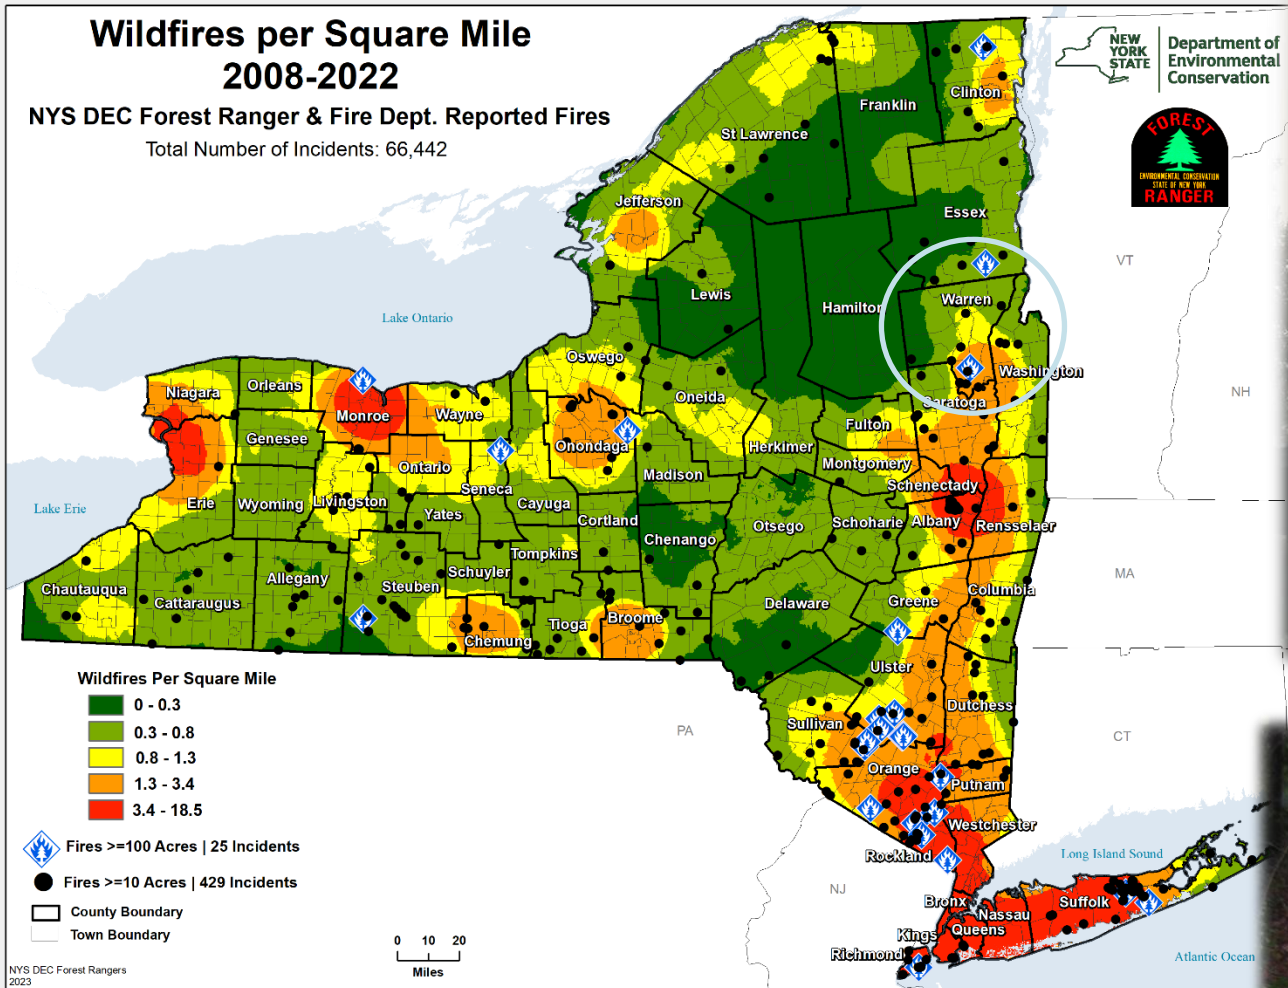 Wildfires per Square Mile
2008-2022
NYS DEC Forest Ranger & Fire Dept. Reported Fires
Total Number of Incidents: 66,442
NEW
YORK
STATE
Department of
Environmental
Conservation
FOREST
ENVIRONMENTAL CONSERVATION
STATE OF NEW YORK
RANGER
Clinton
Franklin
St Lawrence
Jefferson
Essex
VT
Lewis
Hamilton
Warren
Lake Ontario
Oswego
Washington
Niagara
Orleans
Monroe
Wayne
Oneida
Saratoga
NH
Genesee
Onondaga
Herkimer
Fulton
Ontario
Madison
Montgomery
Lake Erie
Erie
Wyoming
Livingston
Seneca
Cayuga
Schenectady
Yates
Cortland
Otsego
Schoharie
Albany
Rensselaer
Chenango
Tompkins
MA
Chautauqua
Cattaraugus
Allegany
Steuben
Schuyler
Delaware
Greene
Columbia
Chemung
Tioga
Broome
Ulster
Dutchess
Sullivan
PA
CT
Orange
Putnam
Westchester
Rockland
Long Island Sound
NJ
Bronx
Nassau
Suffolk
Kings
Queens
Richmond
Atlantic Ocean
Wildfires Per Square Mile
0 - 0.3
0.3 - 0.8
0.8 - 1.3
1.3 - 3.4
3.4 - 18.5
Fires >=100 Acres | 25 Incidents
Fires >=10 Acres | 429 Incidents
County Boundary
Town Boundary
0 10 20
Miles
NYS DEC Forest Rangers
2023